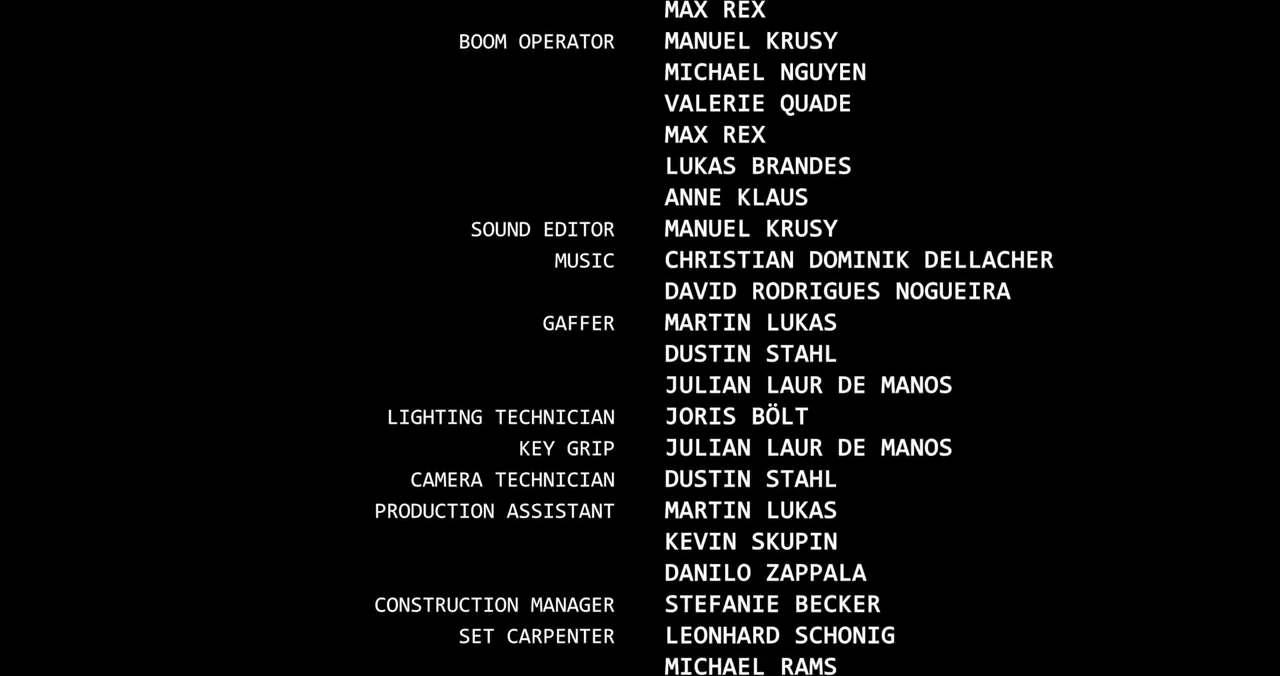 MAX REX
BOOM OPERATOR MANUEL KRUSY
MICHAEL NGUYEN
VALERIE QUADE
MAX REX
LUKAS BRANDES
ANNE KLAUS
SOUND EDITOR MANUEL KRUSY
MUSIC CHRISTIAN DOMINIK DELLACHER
DAVID RODRIGUES NOGUEIRA
GAFFER MARTIN LUKAS
DUSTIN STAHL
JULIAN LAUR DE MANOS
LIGHTING TECHNICIAN JORIS BÖLT
KEY GRIP JULIAN LAUR DE MANOS
CAMERA TECHNICIAN DUSTIN STAHL
PRODUCTION ASSISTANT MARTIN LUKAS
KEVIN SKUPIN
DANILO ZAPPALA
CONSTRUCTION MANAGER STEFANIE BECKER
SET CARPENTER LEONHARD SCHONIG
MICHAEL RAMS